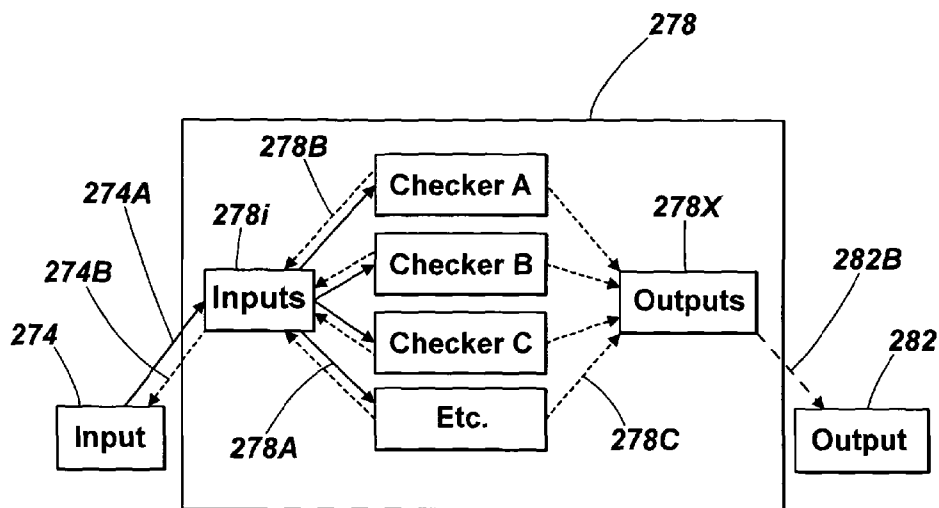 278
278B
Checker A
274A
278i
278X
274B
Checker B
282B
Inputs
Outputs
274
Checker C
282
Input
278A
Etc.
278C
Output